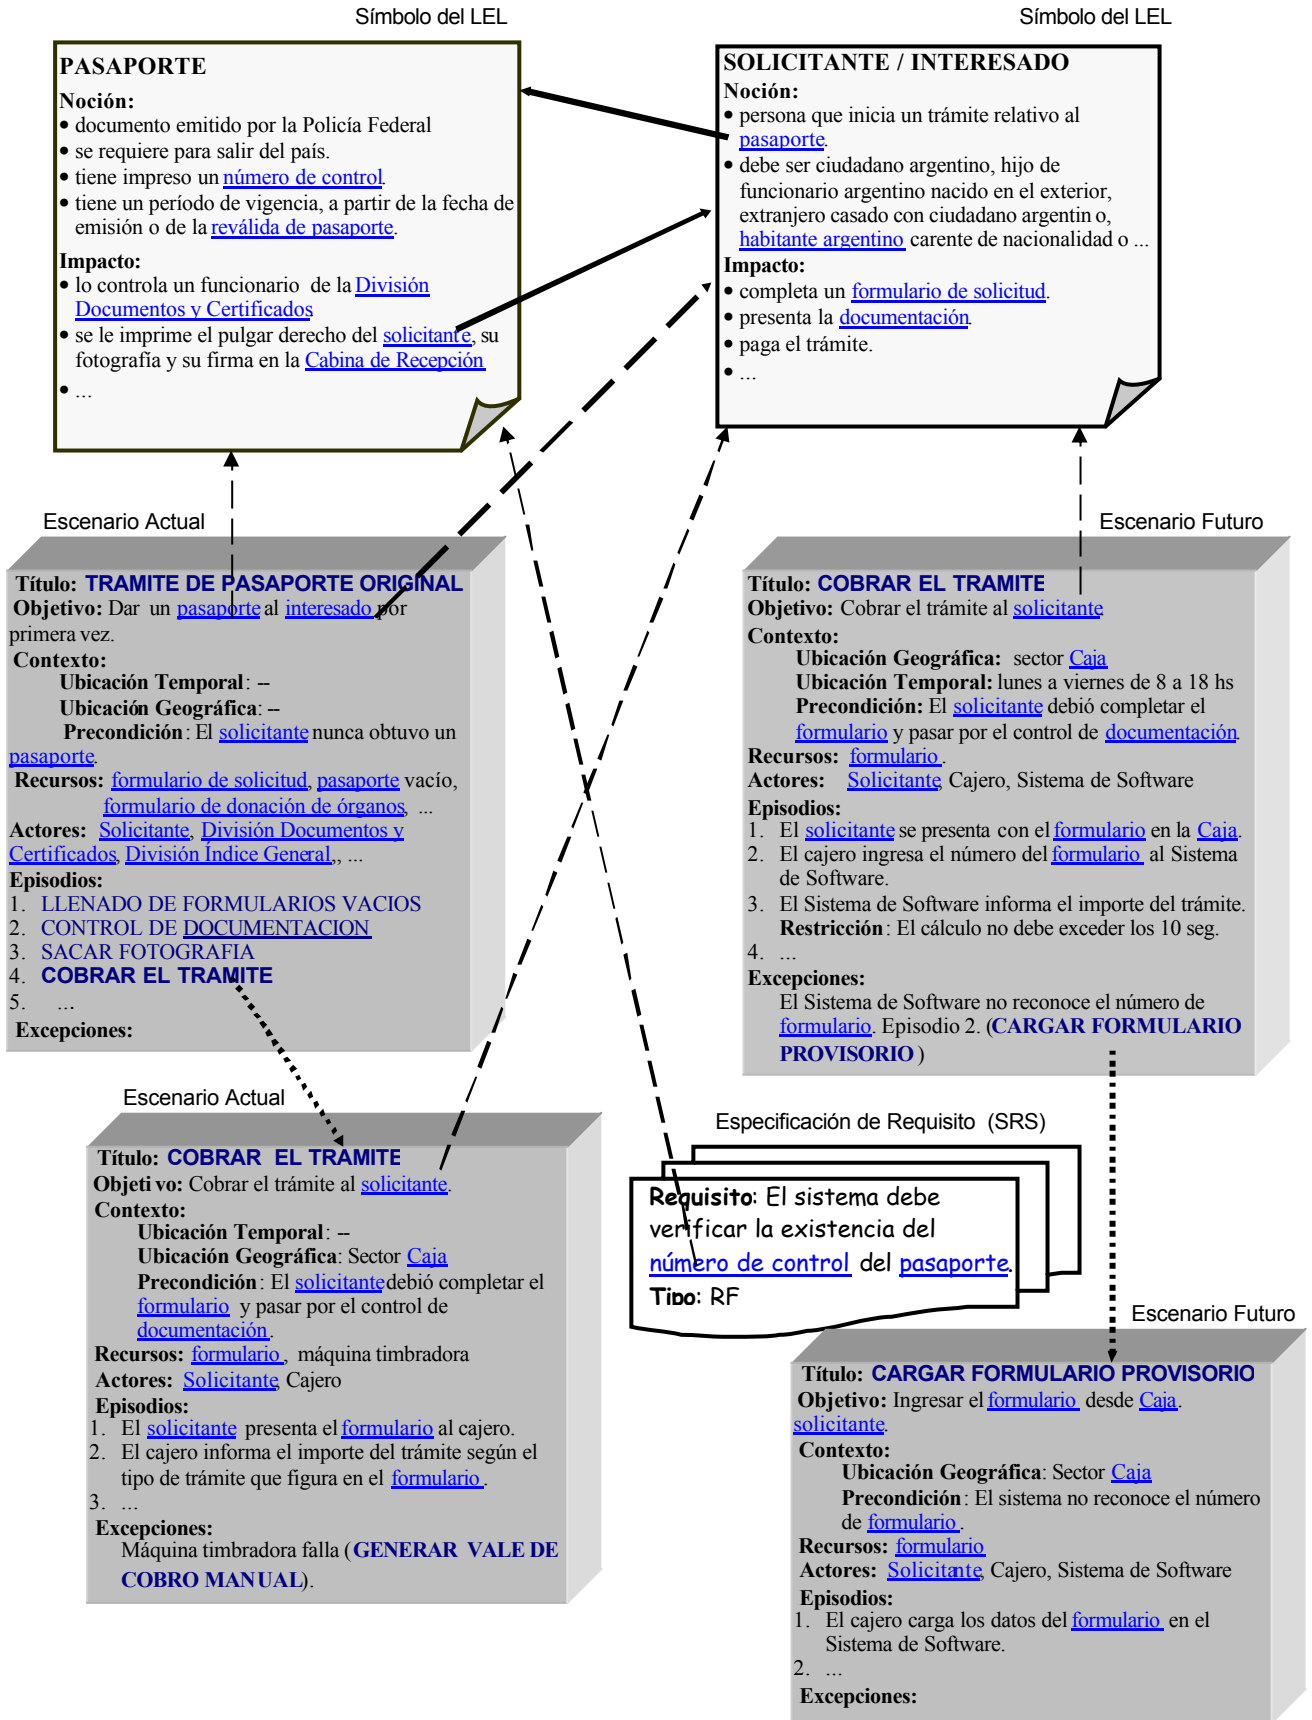 Símbolo del LEL
PASAPORTE
Noción:
• documento emitido por la Policía Federal
• se requiere para salir del país.
• tiene impreso un número de control.
• tiene un período de vigencia, a partir de la fecha de
emisión o de la reválida de pasaporte.
Impacto:
• lo controla un funcionario de la División
Documentos y Certificados
• se le imprime el pulgar derecho del solicitante, su
fotografía y su firma en la Cabina de Recepción
• ...
Símbolo del LEL
SOLICITANTE / INTERESADO
Noción:
• persona que inicia un trámite relativo al
pasaporte.
• debe ser ciudadano argentino, hijo de
funcionario argentino nacido en el exterior,
extranjero casado con ciudadano argentino,
habitante argentino carente de nacionalidad o ...
Impacto:
• completa un formulario de solicitud.
• presenta la documentación.
• paga el trámite.
• ...
Escenario Actual
Título: TRAMITE DE PASAPORTE ORIGINAL
Objetivo: Dar un pasaporte al interesado por
primera vez.
Contexto:
Ubicación Temporal: --
Ubicación Geográfica: --
Precondición: El solicitante nunca obtuvo un
pasaporte.
Recursos: formulario de solicitud, pasaporte vacío,
formulario de donación de órganos, ...
Actores: Solicitante, División Documentos y
Certificados, División Índice General,, ...
Episodios:
1. LLENADO DE FORMULARIOS VACIOS
2. CONTROL DE DOCUMENTACION
3. SACAR FOTOGRAFIA
4. COBRAR EL TRAMITE
5. ...
Excepciones:
Escenario Futuro
Título: COBRAR EL TRAMITE
Objetivo: Cobrar el trámite al solicitante
Contexto:
Ubicación Geográfica: sector Caja
Ubicación Temporal: lunes a viernes de 8 a 18 hs
Precondición: El solicitante debió completar el
formulario y pasar por el control de documentación.
Recursos: formulario.
Actores: Solicitante, Cajero, Sistema de Software
Episodios:
1. El solicitante se presenta con el formulario en la Caja.
2. El cajero ingresa el número del formulario al Sistema
de Software.
3. El Sistema de Software informa el importe del trámite.
Restricción: El cálculo no debe exceder los 10 seg.
4. ...
Excepciones:
El Sistema de Software no reconoce el número de
formulario. Episodio 2. (CARGAR FORMULARIO
PROVISORIO)
Escenario Actual
Título: COBRAR EL TRAMITE
Objetivo: Cobrar el trámite al solicitante.
Contexto:
Ubicación Temporal: --
Ubicación Geográfica: Sector Caja
Precondición: El solicitante debió completar el
formulario y pasar por el control de
documentación.
Recursos: formulario, máquina timbradora
Actores: Solicitante, Cajero
Episodios:
1. El solicitante presenta el formulario al cajero.
2. El cajero informa el importe del trámite según el
tipo de trámite que figura en el formulario.
3. ...
Excepciones:
Máquina timbradora falla (GENERAR VALE DE
COBRO MANUAL).
Especificación de Requisito (SRS)
Requisito: El sistema debe
verificar la existencia del
número de control del pasaporte.
Tipo: RF
Escenario Futuro
Título: CARGAR FORMULARIO PROVISORIO
Objetivo: Ingresar el formulario desde Caja.
solicitante.
Contexto:
Ubicación Geográfica: Sector Caja
Precondición: El sistema no reconoce el número
de formulario.
Recursos: formulario
Actores: Solicitante, Cajero, Sistema de Software
Episodios:
1. El cajero carga los datos del formulario en el
Sistema de Software.
2. ...
Excepciones: